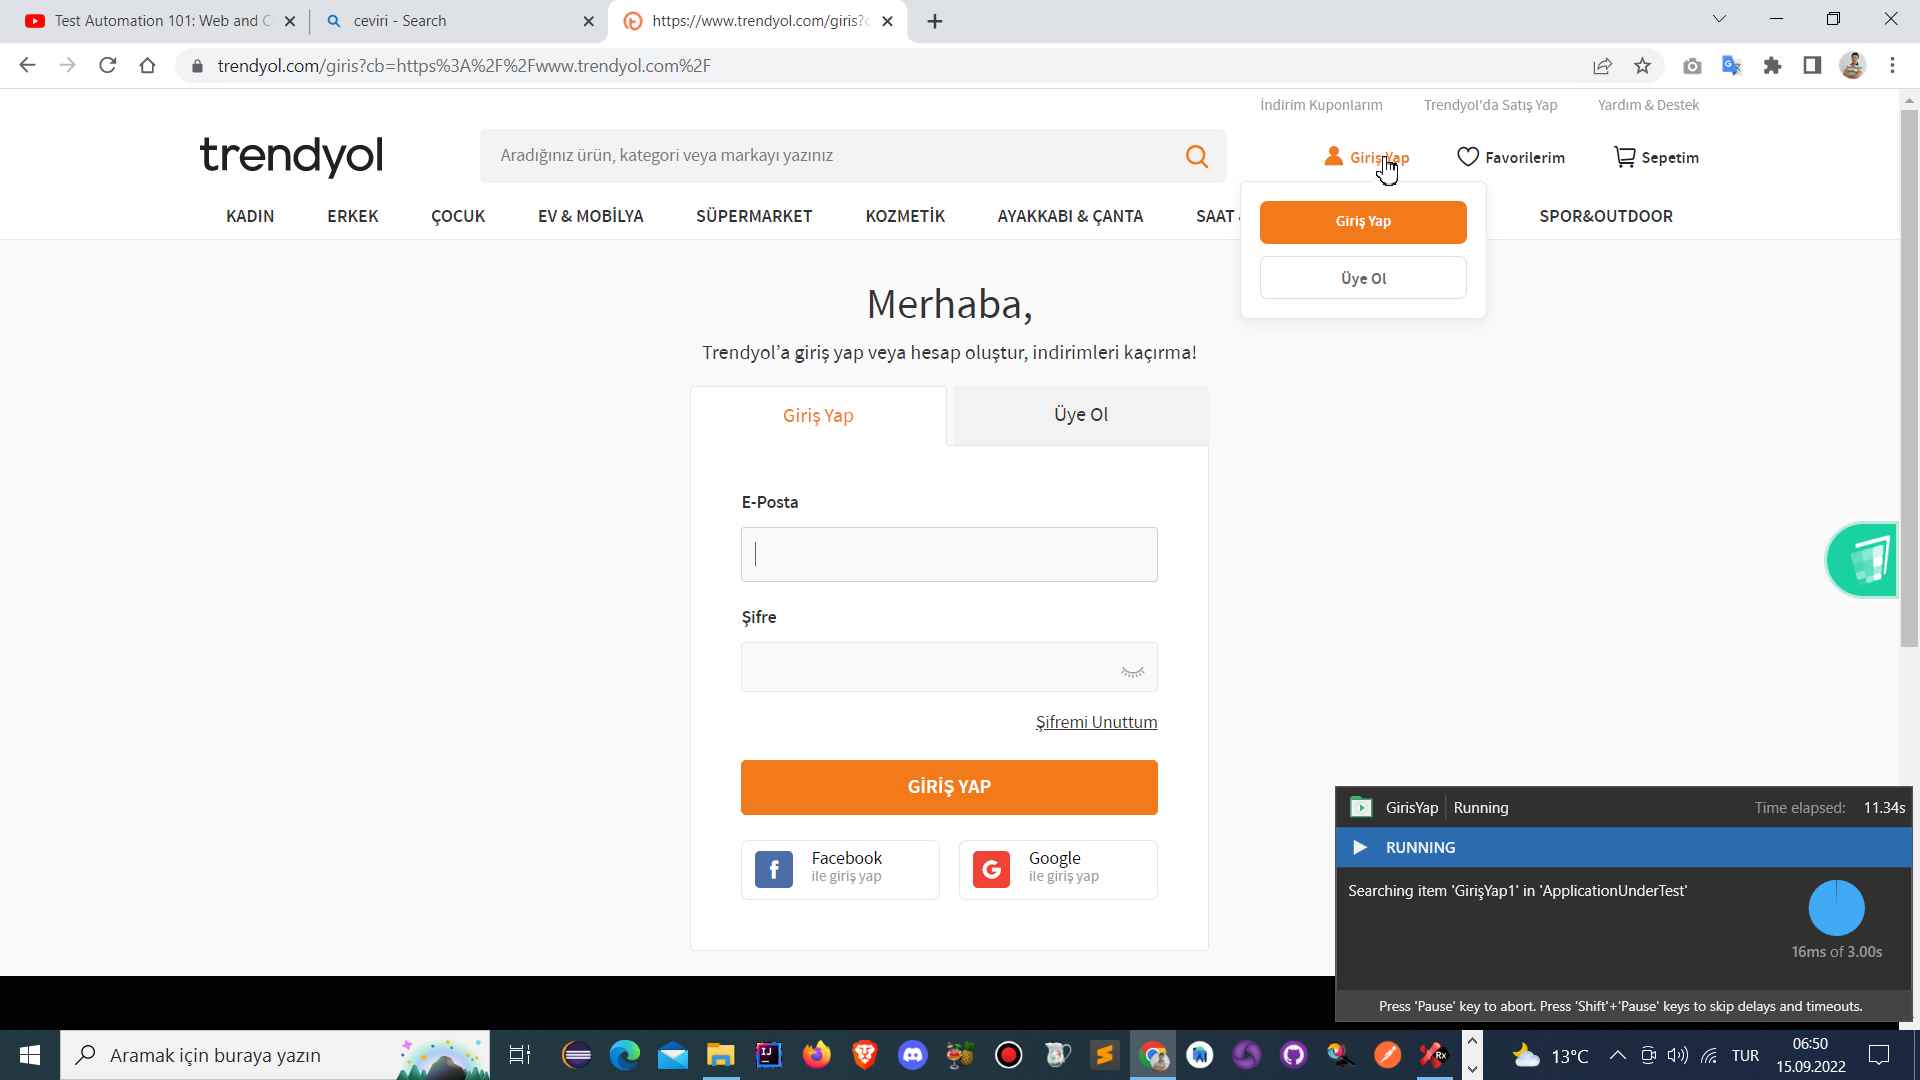 Test Automation 101: Web and
ceviri - Search
https://www.trendyol.com/giris?c
trendyol.com/giris?cb=https%3A%2F%2Fwww.trendyol.com%2F
İndirim Kuponlarım Trendyol'da Satış Yap Yardım & Destek
trendyol
Aradığınız ürün, kategori veya markayı yazınız
Giriş Yap
Favorilerim
Sepetim
KADIN ERKEK ÇOCUK EV & MOBİLYA SÜPERMARKET KOZMETİK AYAKKABI & ÇANTA SAAT SPOR&OUTDOOR
Giriş Yap
Üye Ol
Merhaba,
Trendyol’a giriş yap veya hesap oluştur, indirimleri kaçırma!
Giriş Yap
Üye Ol
E-Posta
Şifre
Şifremi Unuttum
GİRİŞ YAP
Facebook
ile giriş yap
Google
ile giriş yap
GirisYap Running Time elapsed: 11.34s
RUNNING
Searching item 'GirişYap1' in 'ApplicationUnderTest'
16ms of 3.00s
Press 'Pause' key to abort. Press 'Shift'+'Pause' keys to skip delays and timeouts.
Aramak için buraya yazın
13°C
TUR
06:50
15.09.2022